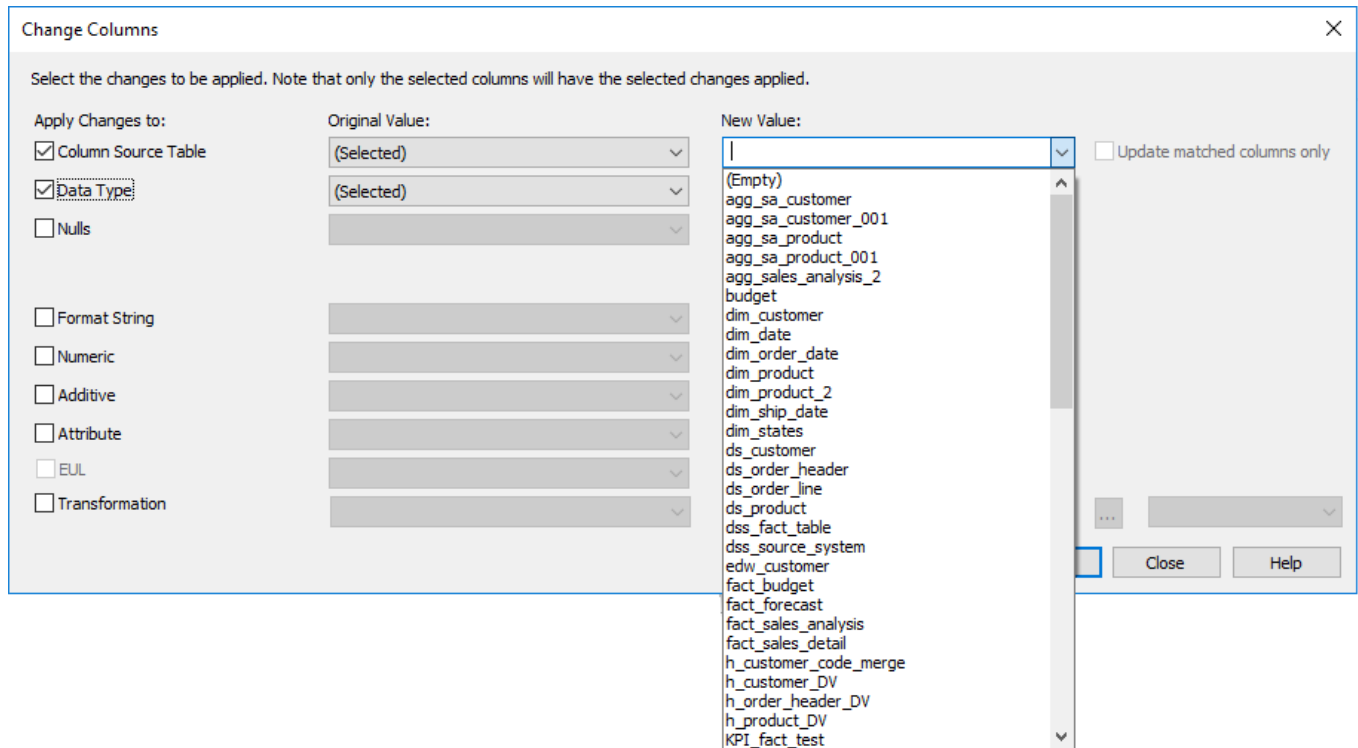 Change Columns
Select the changes to be applied. Note that only the selected columns will have the selected changes applied.
Apply Changes to: Original Value: New Value:
Column Source Table (Selected) Update matched columns only
Data Type (Selected)
Nulls
Format String
Numeric
Additive
Attribute
EUL
Transformation
(Empty)
agg_sa_customer
agg_sa_customer_001
agg_sa_product
agg_sa_product_001
agg_sales_analysis_2
budget
dim_customer
dim_date
dim_order_date
dim_product
dim_product_2
dim_ship_date
dim_states
ds_customer
ds_order_header
ds_order_line
ds_product
dss_fact_table
dss_source_system
edw_customer
fact_budget
fact_forecast
fact_sales_analysis
fact_sales_detail
h_customer_code_merge
h_customer_DV
h_order_header_DV
h_product_DV
KPI_fact_test
...
Close Help